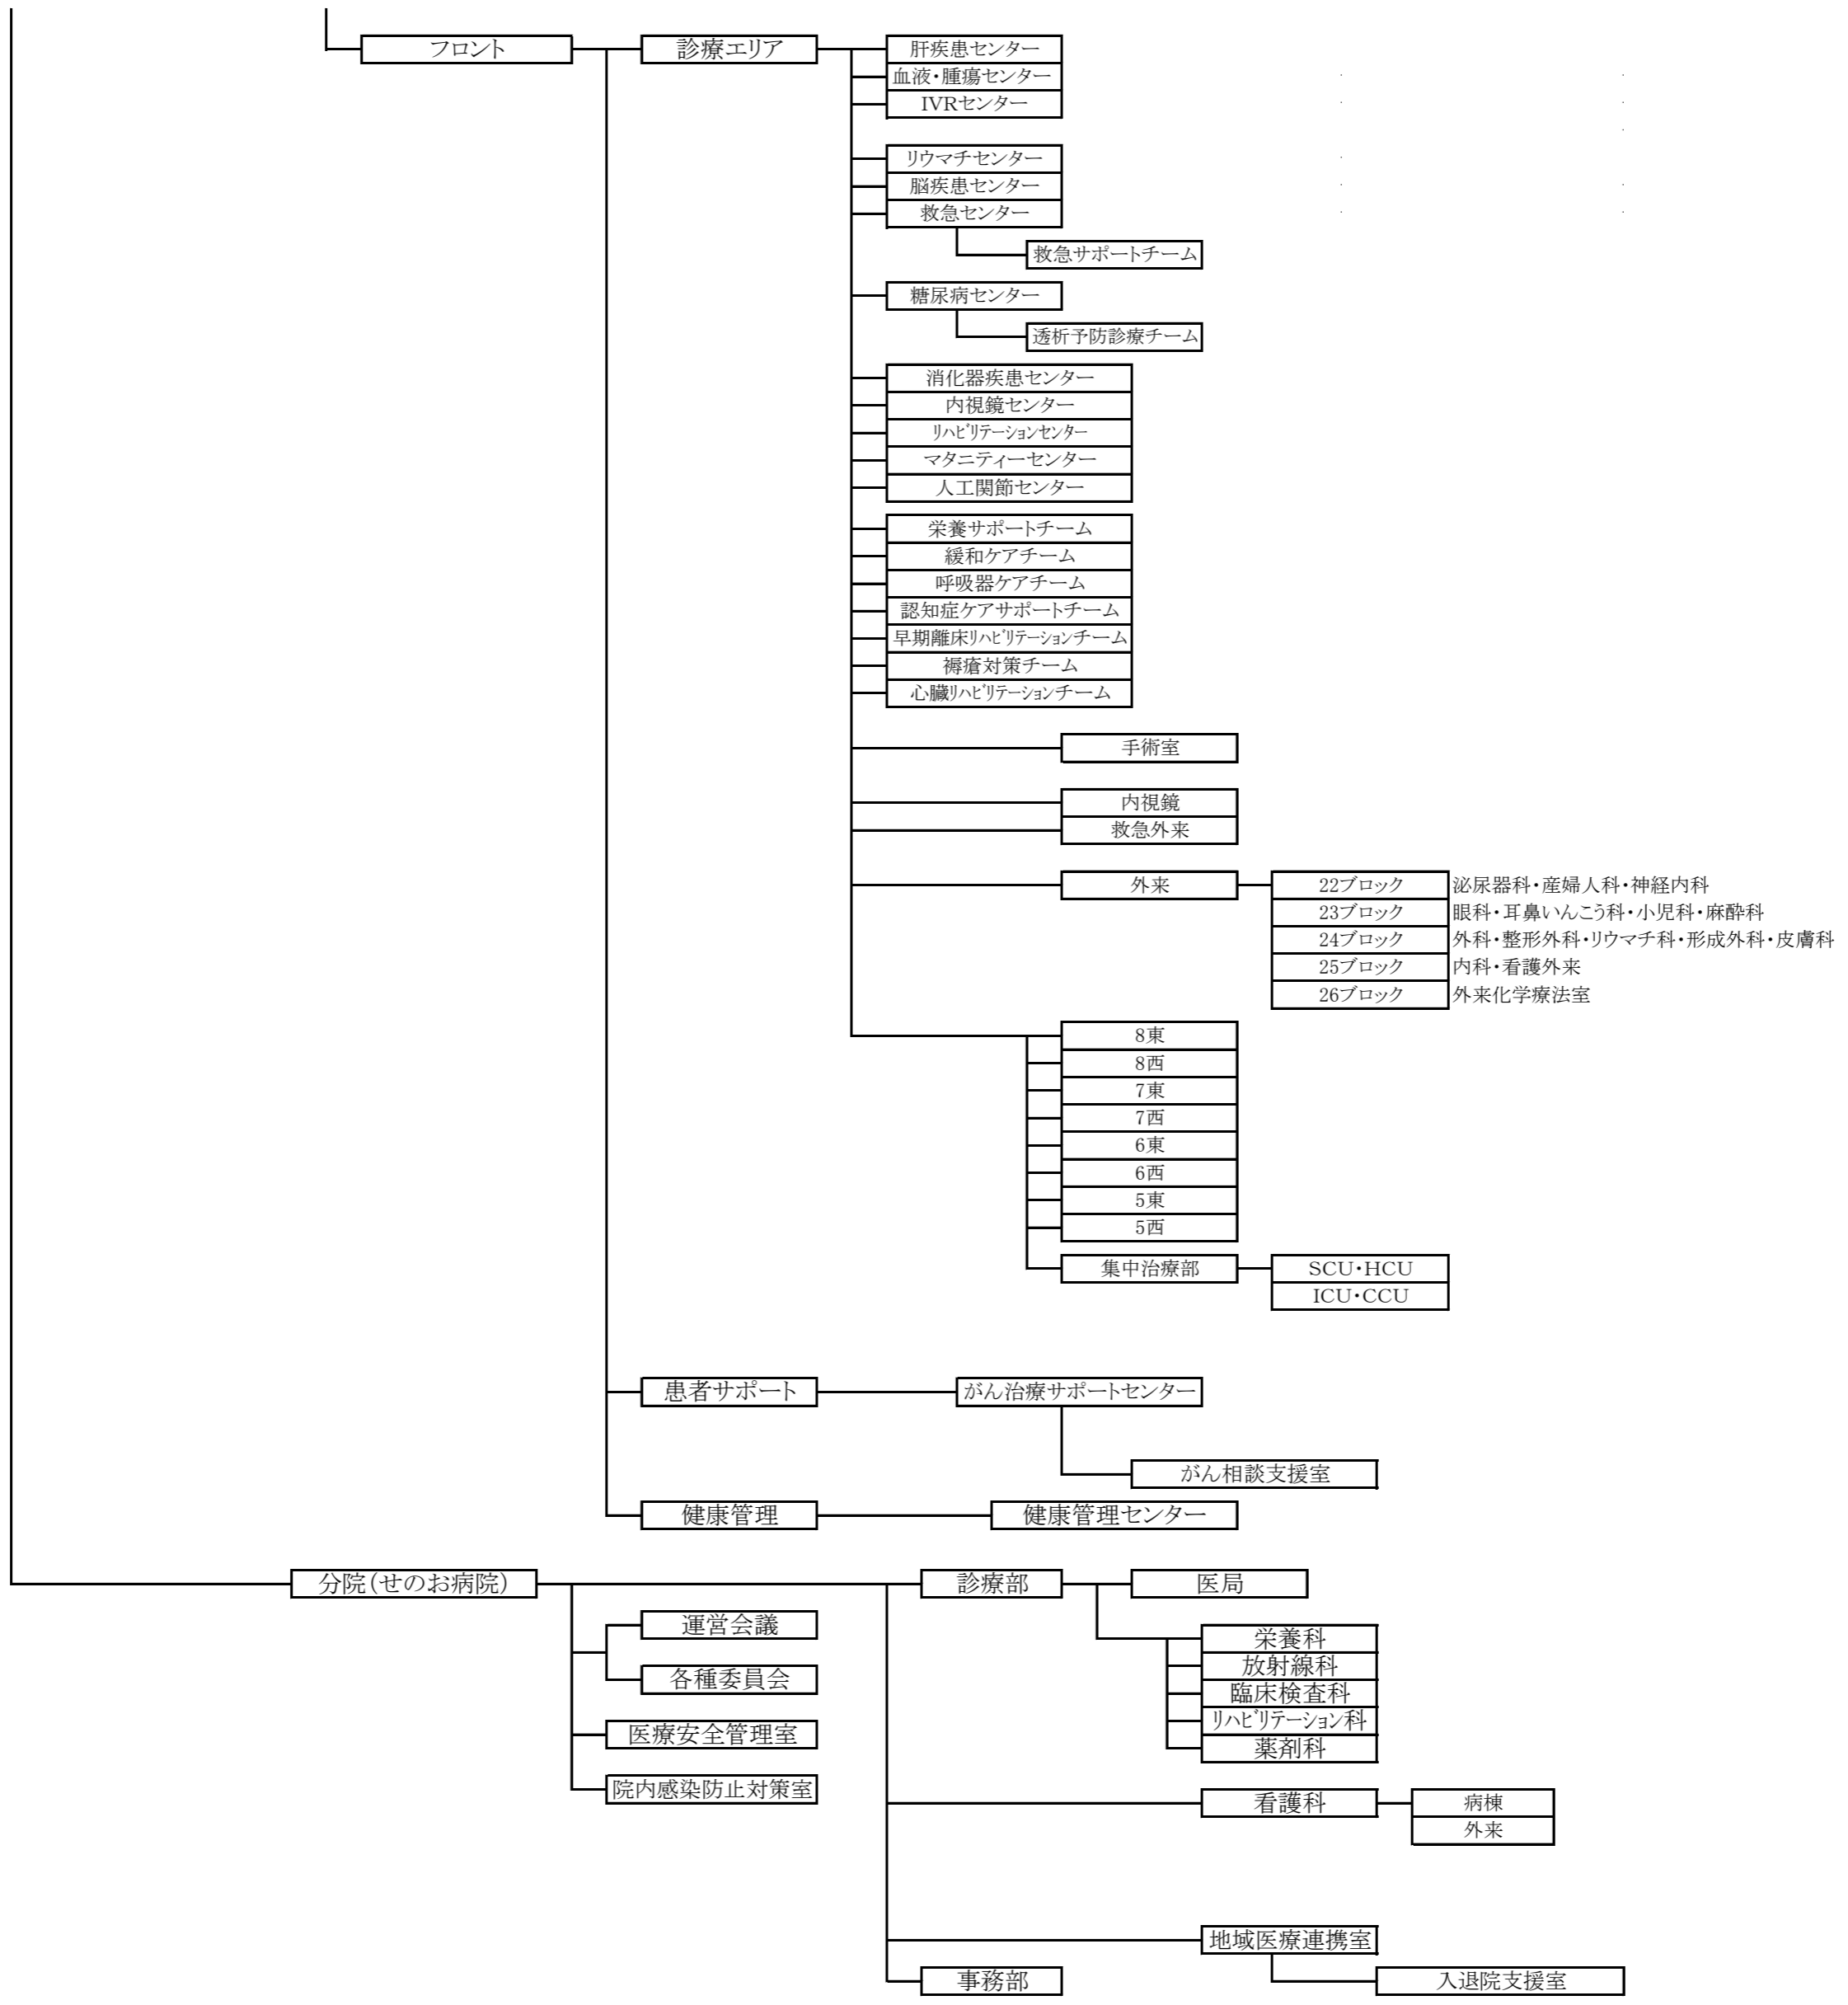 フロント
診療エリア
肝疾患センター
血液・腫瘍センター
IVRセンター
リウマチセンター
脳疾患センター
救急センター
救急サポートチーム
糖尿病センター
透析予防診療チーム
消化器疾患センター
内視鏡センター
リハビリテーションセンター
マタニティーセンター
人工関節センター
栄養サポートチーム
緩和ケアチーム
呼吸器ケアチーム
認知症ケアサポートチーム
早期離床リハビリテーションチーム
褥瘡対策チーム
心臓リハビリテーションチーム
手術室
内視鏡
救急外来
外来
22ブロック 泌尿器科・産婦人科・神経内科
23ブロック 眼科・耳鼻いんこう科・小児科・麻酔科
24ブロック 外科・整形外科・リウマチ科・形成外科・皮膚科
25ブロック 内科・看護外来
26ブロック 外来化学療法室
8東
8西
7東
7西
6東
6西
5東
5西
集中治療部
SCU・HCU
ICU・CCU
患者サポート
がん治療サポートセンター
がん相談支援室
健康管理
健康管理センター
分院（せのお病院）
診療部
医局
運営会議
各種委員会
医療安全管理室
院内感染防止対策室
栄養科
放射線科
臨床検査科
リハビリテーション科
薬剤科
看護科
病棟
外来
地域医療連携室
事務部
入退院支援室